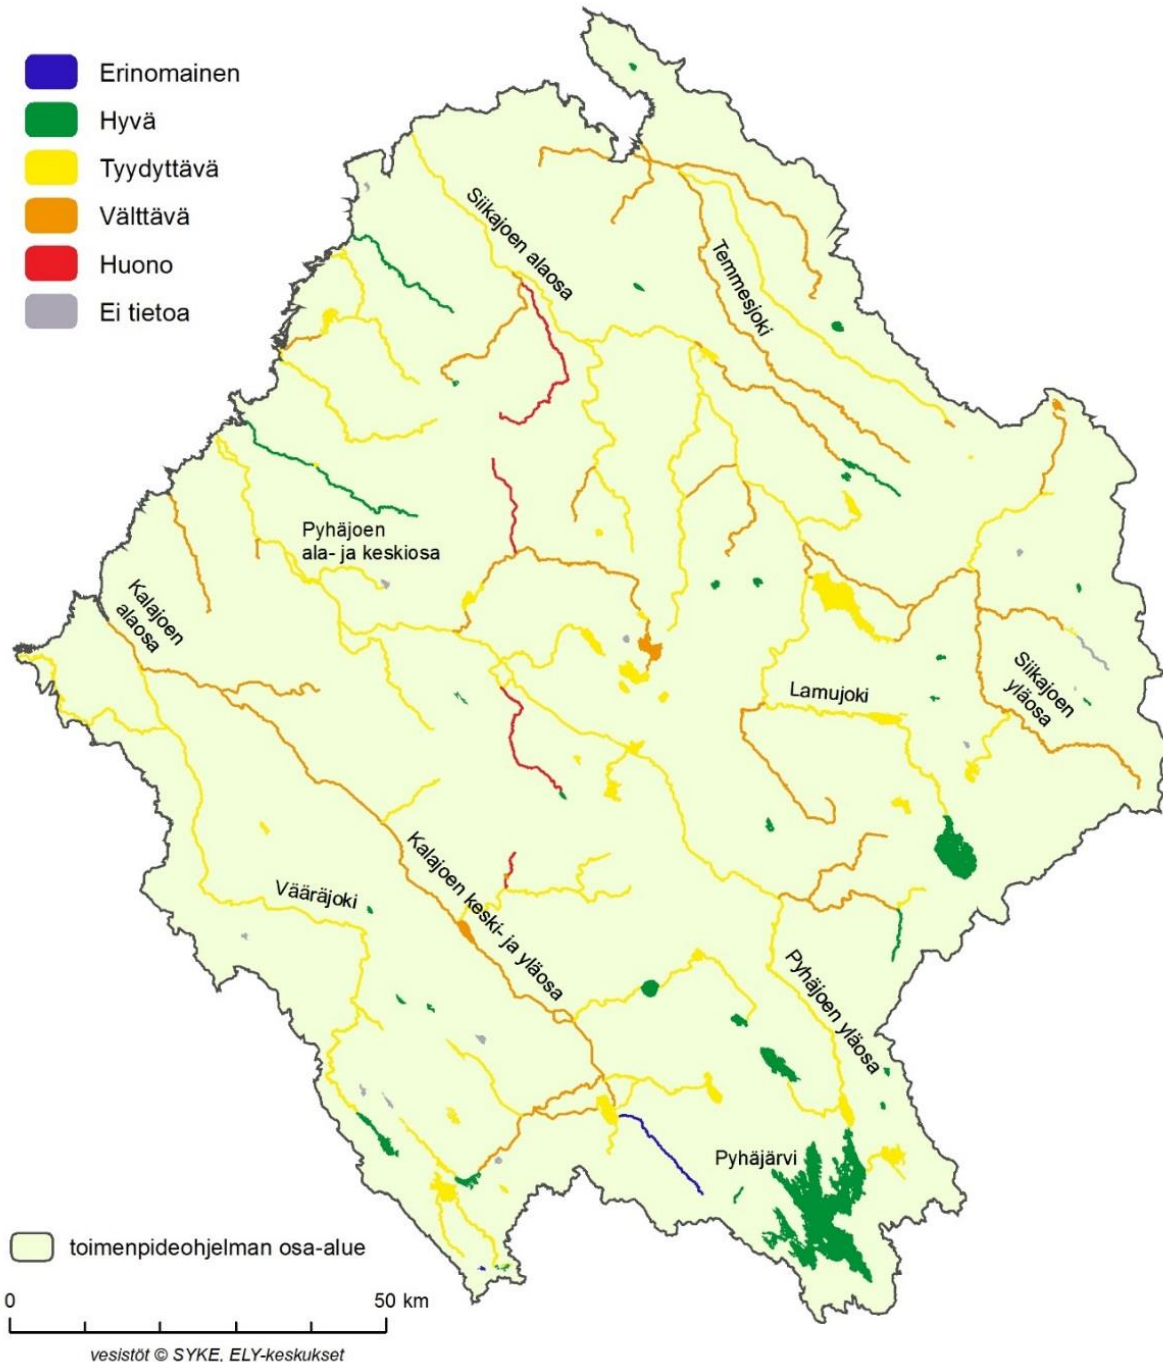 Erinomainen
Hyvä
Tyydyttävä
Välttävä
Huono
Ei tietoa
Siikajoen alaosa
Temmesjoki
Pyhäjoen
ala- ja keskiosa
Kalajoen
alaosa
Siikajoen
yläosa
Lamujoki
Kalajoen keski- ja yläosa
Vääräjoki
Pyhäjoen yläosa
Pyhäjärvi
toimenpideohjelman osa-alue
0 50 km
vesistöt © SYKE, ELY-keskukset